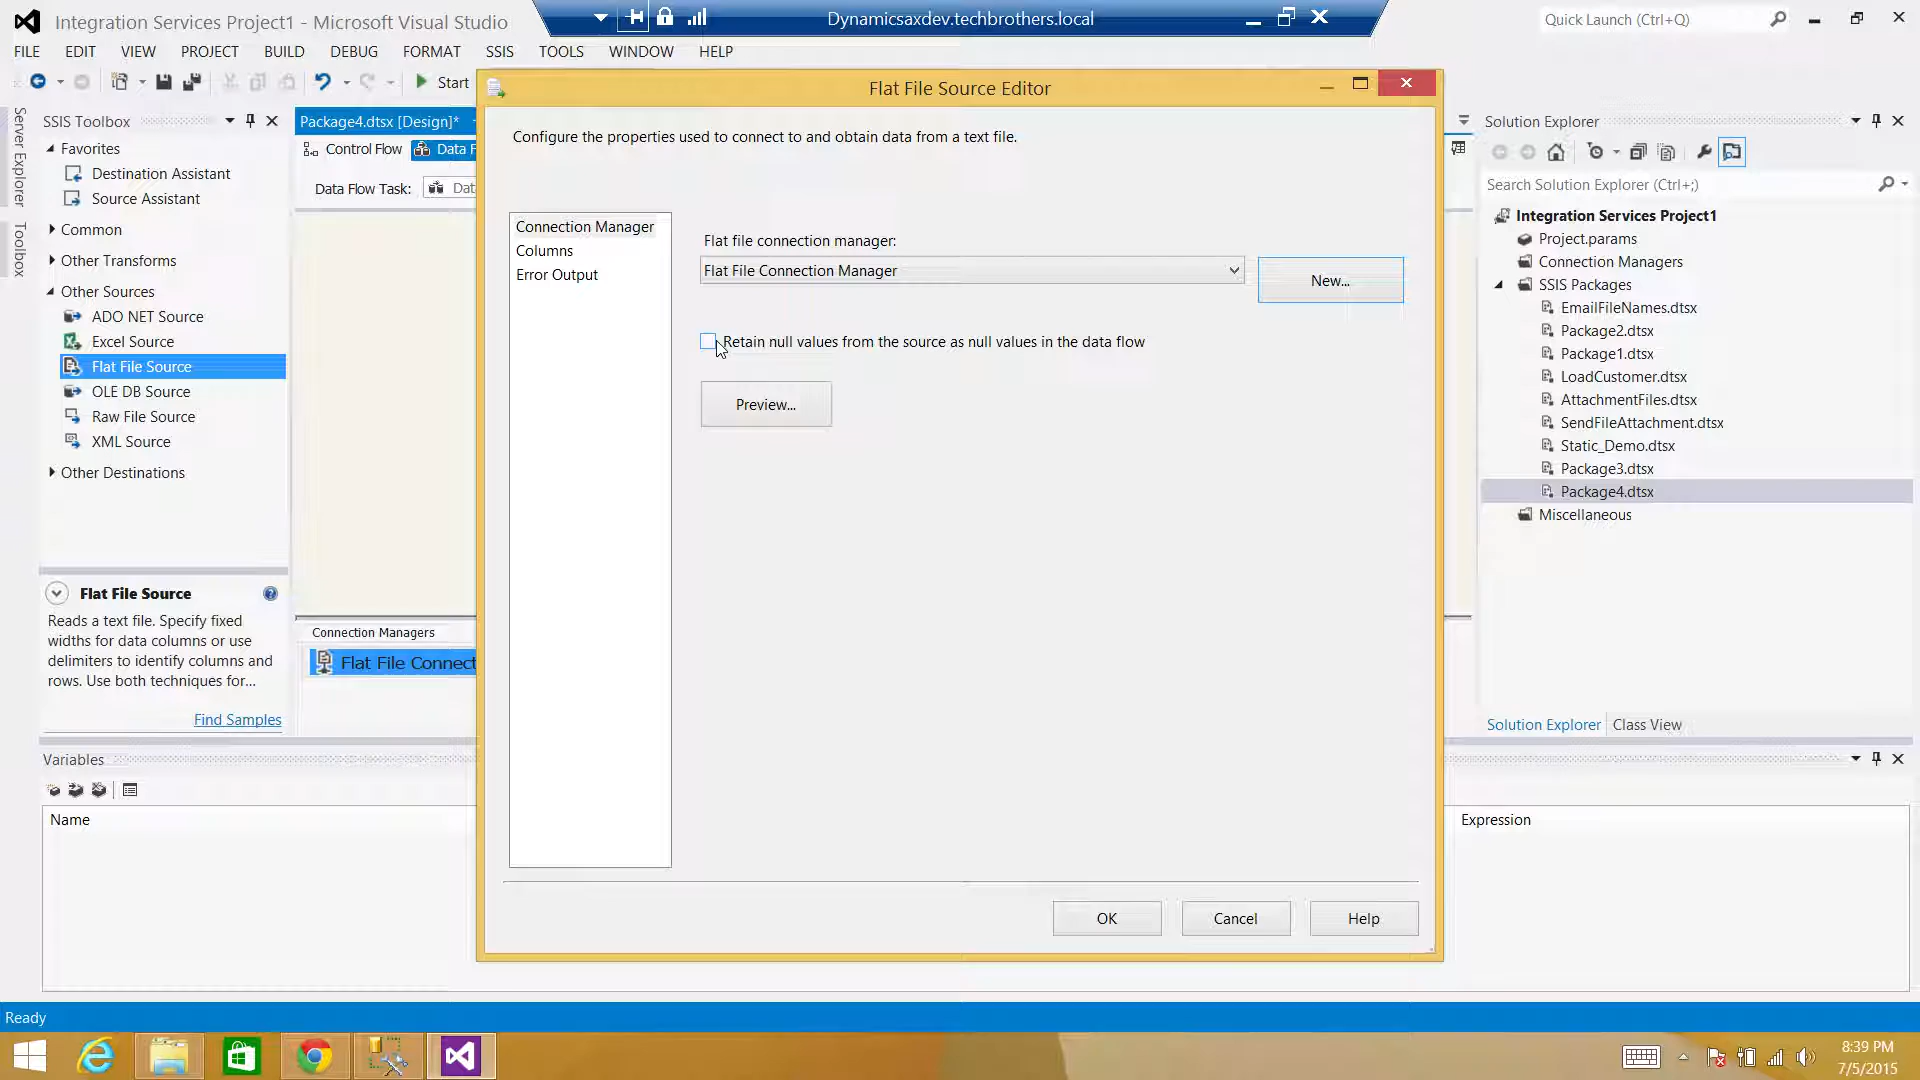 Integration Services Project1 - Microsoft Visual Studio
Dynamicsaxdev.techbrothers.local
Quick Launch (Ctrl+Q)
FILE EDIT VIEW PROJECT BUILD DEBUG FORMAT SSIS TOOLS WINDOW HELP
Start
Flat File Source Editor
Server Explorer
Toolbox
SSIS Toolbox
Favorites
Destination Assistant
Source Assistant
Common
Other Transforms
Other Sources
ADO NET Source
Excel Source
Flat File Source
OLE DB Source
Raw File Source
XML Source
Other Destinations
Flat File Source
Reads a text file. Specify fixed
widths for data columns or use
delimiters to identify columns and
rows. Use both techniques for...
Find Samples
Package4.dtsx [Design]*
Control Flow
Data F
Data Flow Task:
Dat
Connection Managers
Flat File Connect
Configure the properties used to connect to and obtain data from a text file.
Connection Manager
Columns
Error Output
Flat file connection manager:
Flat File Connection Manager
New...
Retain null values from the source as null values in the data flow
Preview...
OK
Cancel
Help
Solution Explorer
Search Solution Explorer (Ctrl+;)
Integration Services Project1
Project.params
Connection Managers
SSIS Packages
EmailFileNames.dtsx
Package2.dtsx
Package1.dtsx
LoadCustomer.dtsx
AttachmentFiles.dtsx
SendFileAttachment.dtsx
Static_Demo.dtsx
Package3.dtsx
Package4.dtsx
Miscellaneous
Solution Explorer
Class View
Variables
Name
Expression
Ready
8:39 PM
7/5/2015